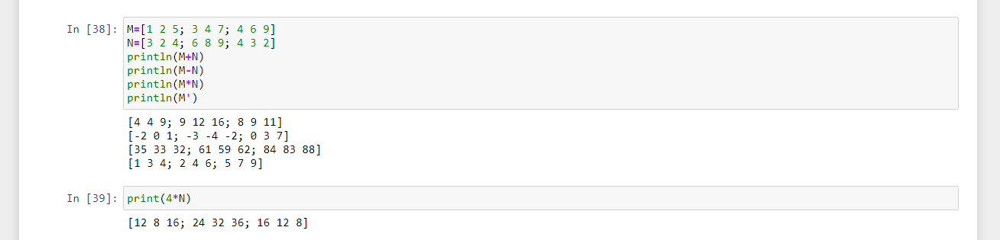 In [38]: M=[1 2 5; 3 4 7; 4 6 9]
N=[3 2 4; 6 8 9; 4 3 2]
println(M+N)
println(M-N)
println(M*N)
println(M')
[4 4 9; 9 12 16; 8 9 11]
[-2 0 1; -3 -4 -2; 0 3 7]
[35 33 32; 61 59 62; 84 83 88]
[1 3 4; 2 4 6; 5 7 9]
In [39]: print(4*N)
[12 8 16; 24 32 36; 16 12 8]